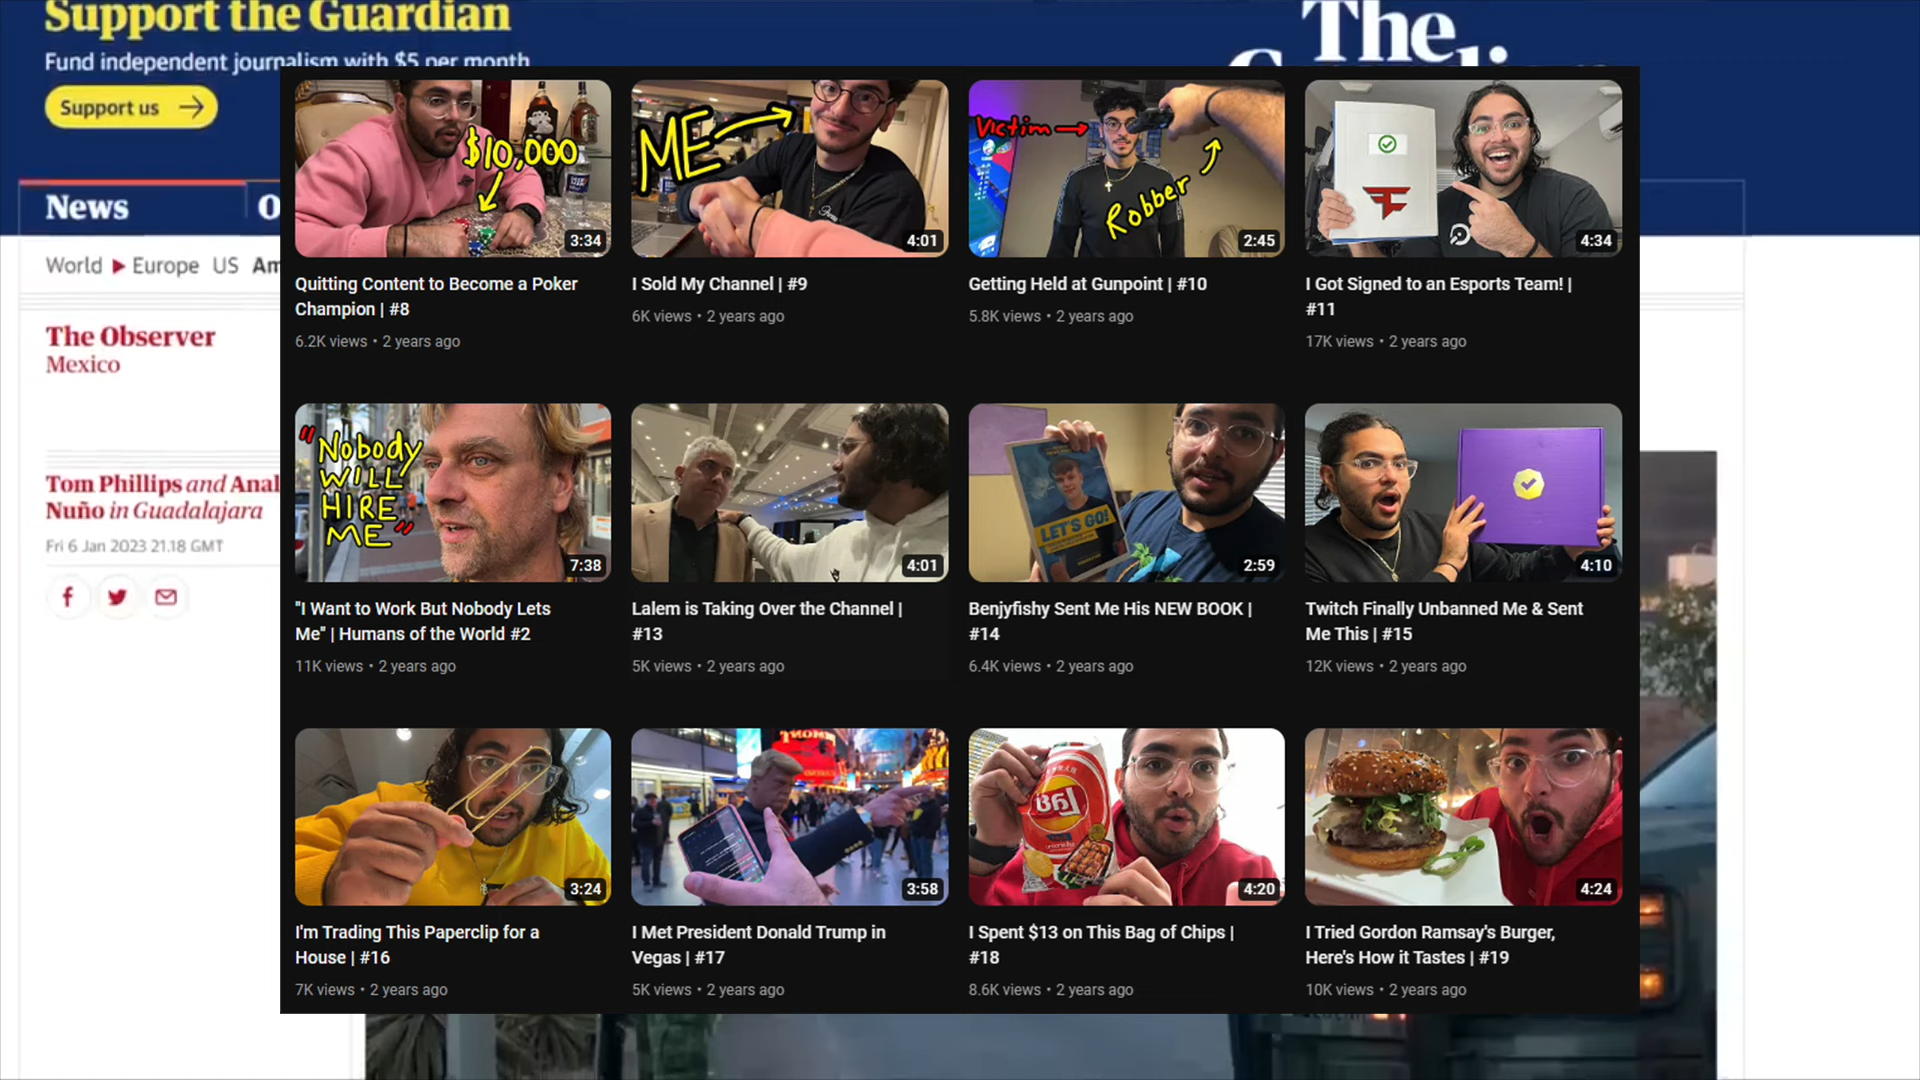 Support the Guardian
Fund independent journalism with $5 per month
Support us
The
News
World Europe US Am
The Observer
Mexico
Tom Phillips and Anal
Nuño in Guadalajara
Fri 6 Jan 2023 21.18 GMT
$10,000
3:34
Quitting Content to Become a Poker
Champion | #8
6.2K views • 2 years ago
ME
4:01
I Sold My Channel | #9
6K views • 2 years ago
Victim
Robber
2:45
Getting Held at Gunpoint | #10
5.8K views • 2 years ago
4:34
I Got Signed to an Esports Team! |
#11
17K views • 2 years ago
"Nobody
WILL
HIRE
ME"
7:38
"I Want to Work But Nobody Lets
Me" | Humans of the World #2
11K views • 2 years ago
4:01
Lalem is Taking Over the Channel |
#13
5K views • 2 years ago
LET'S GO!
2:59
Benjyfishy Sent Me His NEW BOOK |
#14
6.4K views • 2 years ago
4:10
Twitch Finally Unbanned Me & Sent
Me This | #15
12K views • 2 years ago
3:24
I'm Trading This Paperclip for a
House | #16
7K views • 2 years ago
3:58
I Met President Donald Trump in
Vegas | #17
5K views • 2 years ago
Lay
4:20
I Spent $13 on This Bag of Chips |
#18
8.6K views • 2 years ago
4:24
I Tried Gordon Ramsay's Burger,
Here's How it Tastes | #19
10K views • 2 years ago